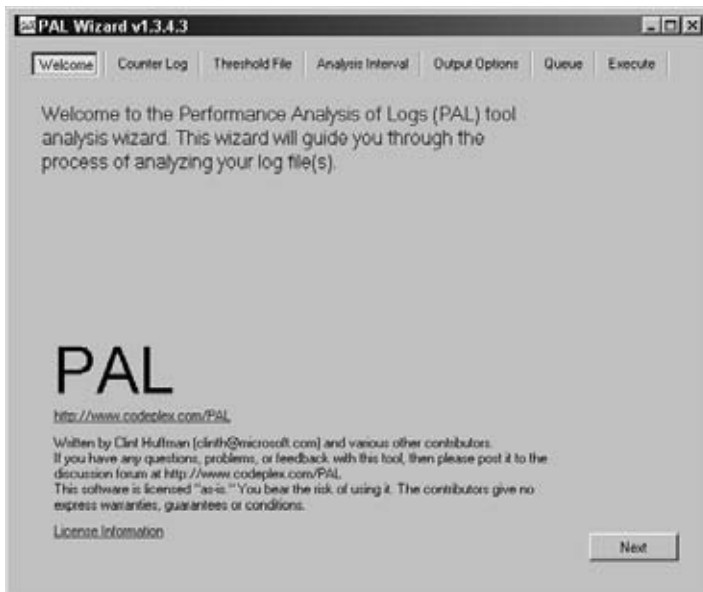 PAL Wizard v1.3.4.3
Welcome Counter Log Threshold File Analysis Interval Output Options Queue Execute
Welcome to the Performance Analysis of Logs (PAL) tool
analysis wizard. This wizard will guide you through the
process of analyzing your log file(s).
PAL
http://www.codeplex.com/PAL
Written by Clint Huffman (clinth@microsoft.com) and various other contributors.
If you have any questions, problems, or feedback with this tool, then please post it to the
discussion forum at http://www.codeplex.com/PAL
This software is licensed "as-is." You bear the risk of using it. The contributors give no
express warranties, guarantees or conditions.
License Information
Next